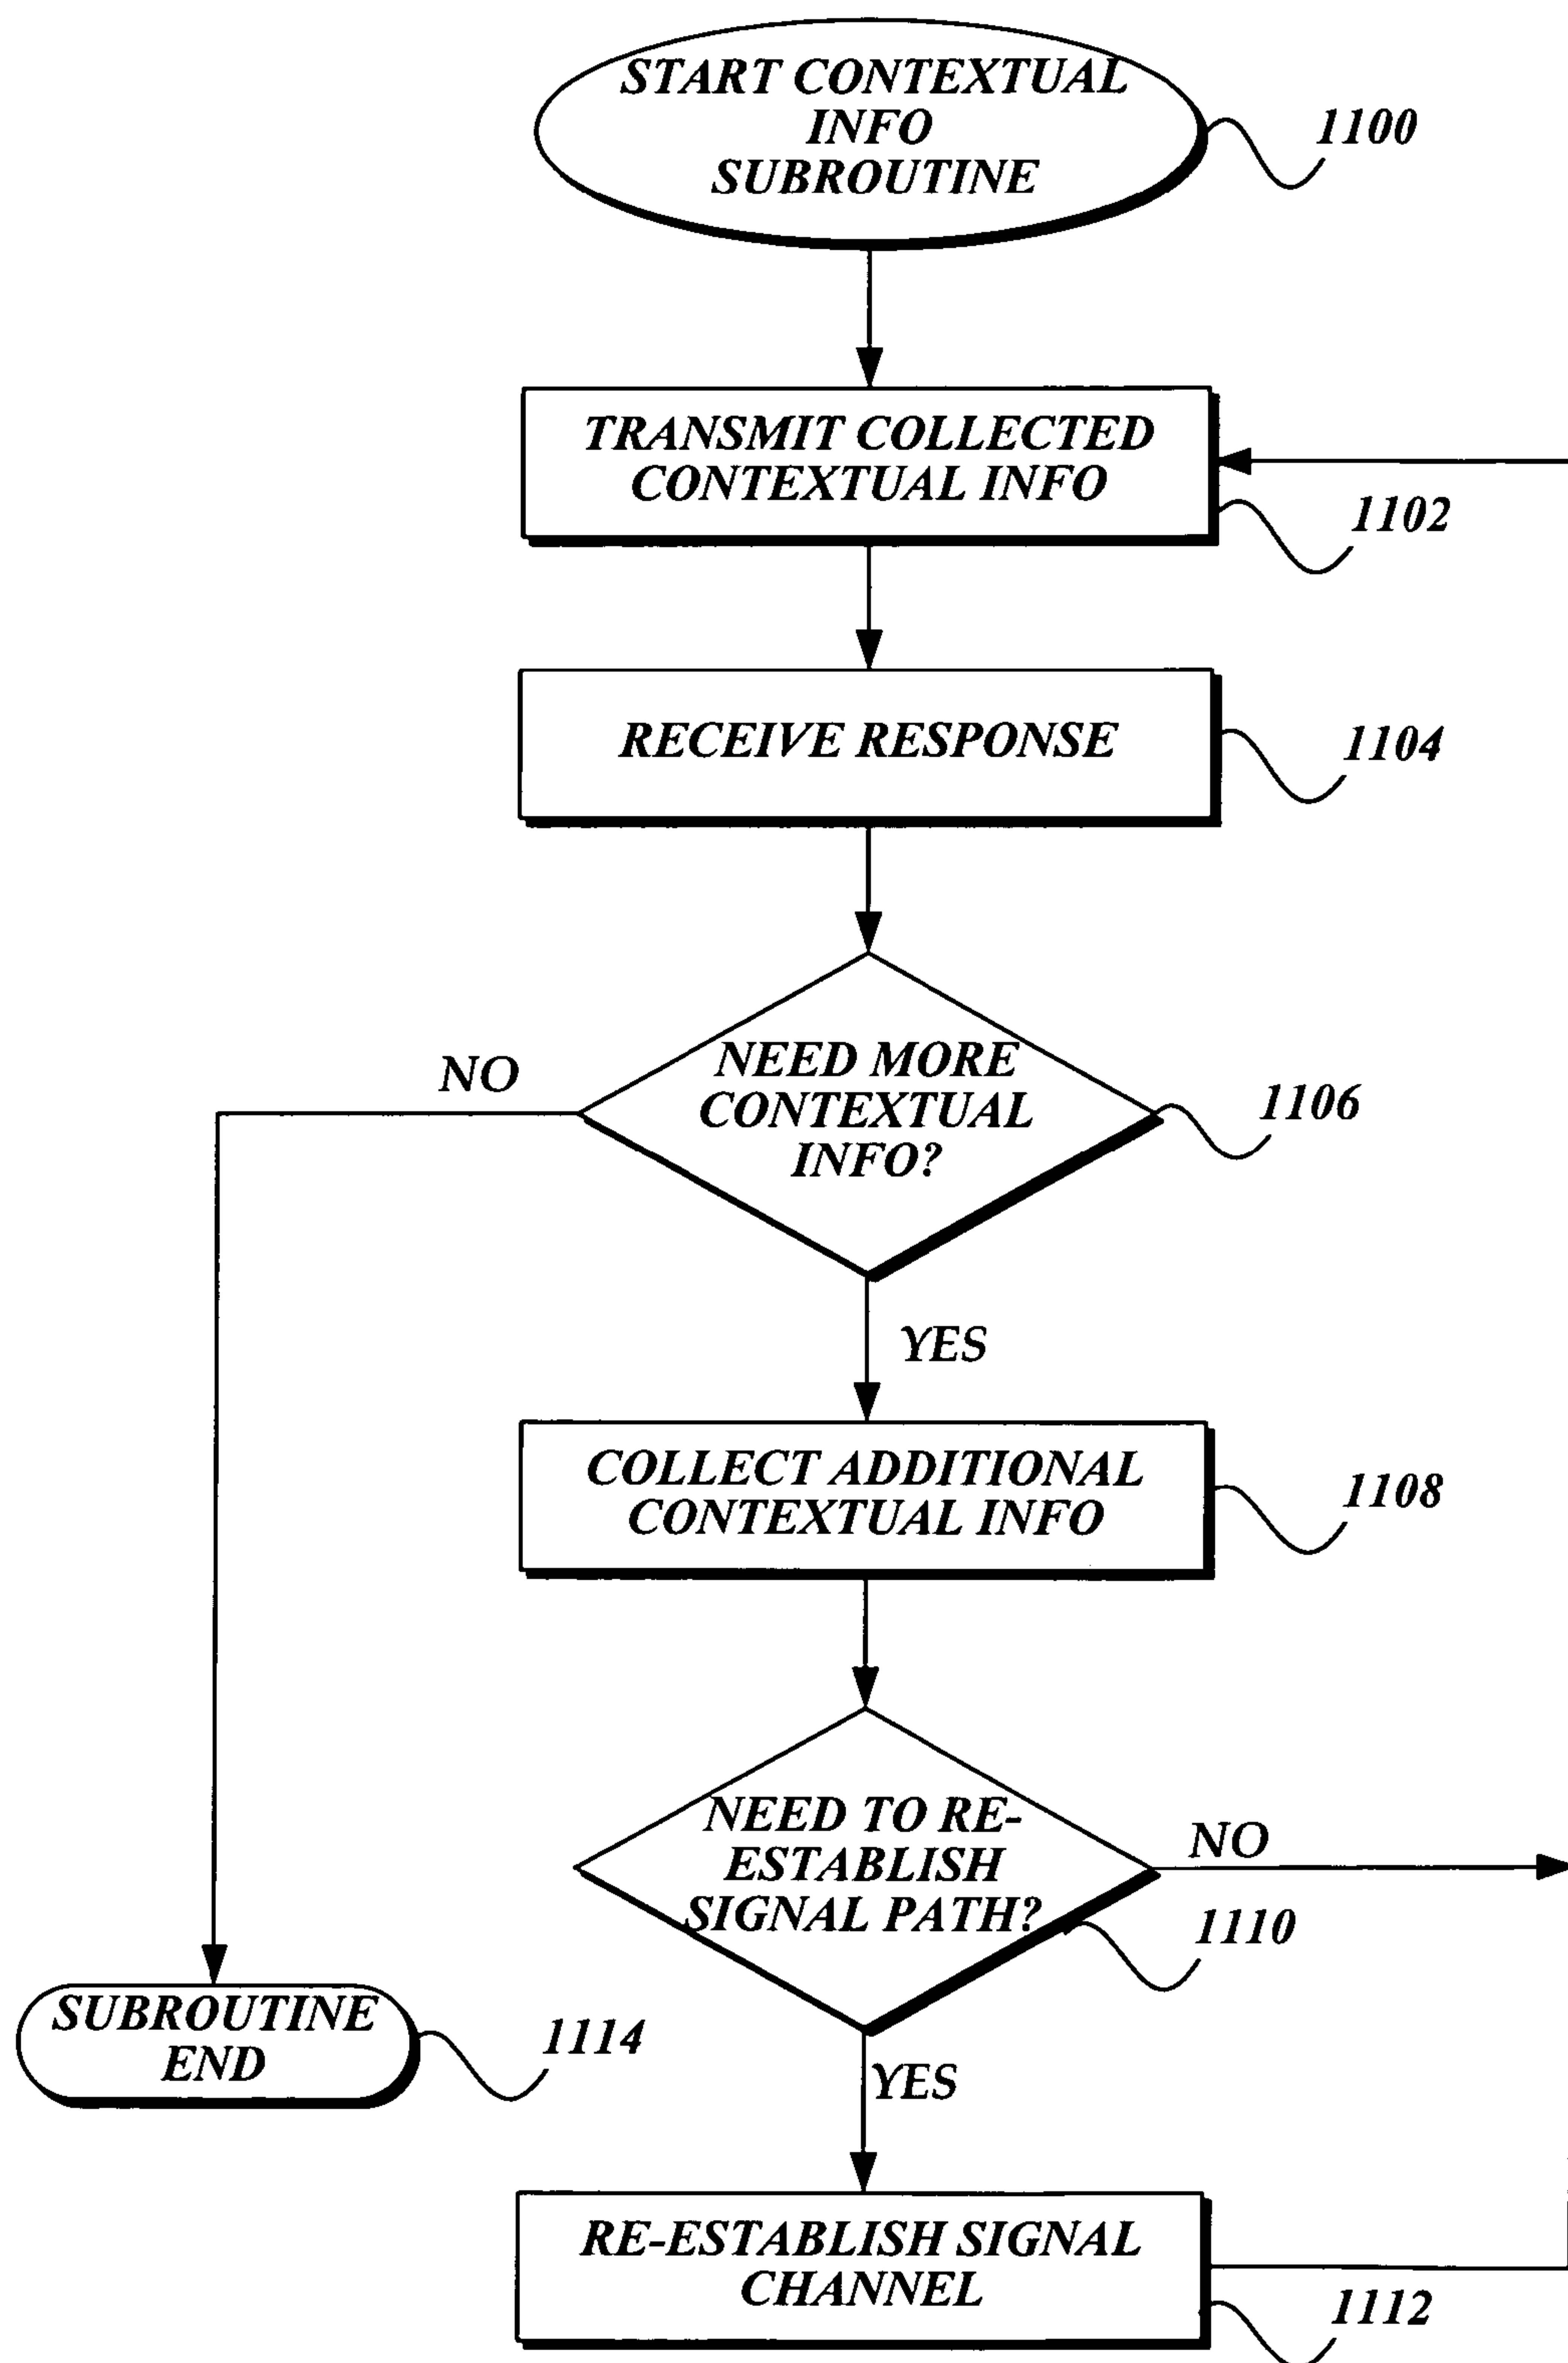 START CONTEXTUAL
INFO
SUBROUTINE
1100
TRANSMIT COLLECTED
CONTEXTUAL INFO
1102
RECEIVE RESPONSE
1104
NEED MORE
CONTEXTUAL
INFO?
NO
1106
YES
COLLECT ADDITIONAL
CONTEXTUAL INFO
1108
NEED TO RE-
ESTABLISH
SIGNAL PATH?
NO
1110
SUBROUTINE
END
1114
YES
RE-ESTABLISH SIGNAL
CHANNEL
1112